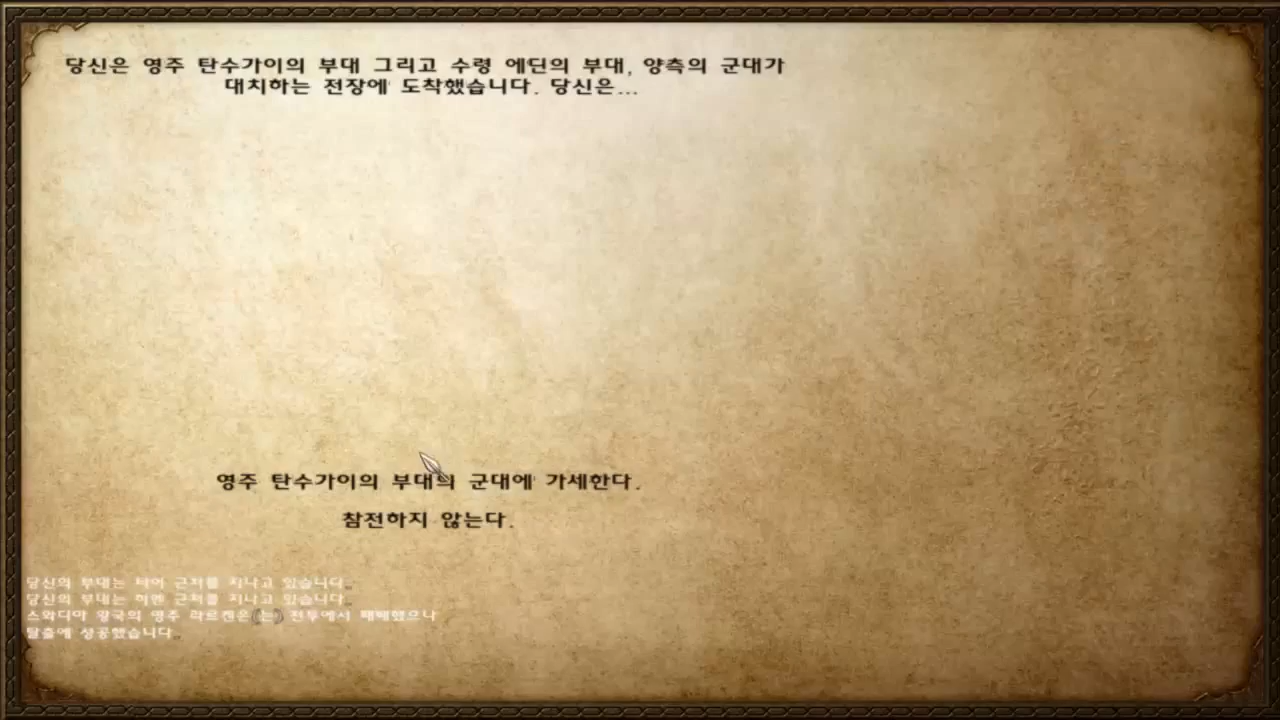 당신은 영주 탄수가이의 부대 그리고 수령 에딘의 부대, 양측의 군대가
대치하는 전장에 도착했습니다. 당신은...
영주 탄수가이의 부대의 군대에 가세한다.
참전하지 않는다.
당신의 부대는 근처를 지나고 있습니다.
당신의 부대는 근처를 지나고 있습니다.
스와디아 왕국의 영주 라르켄은(는) 전투에서 패배했으나
탈출에 성공했습니다.